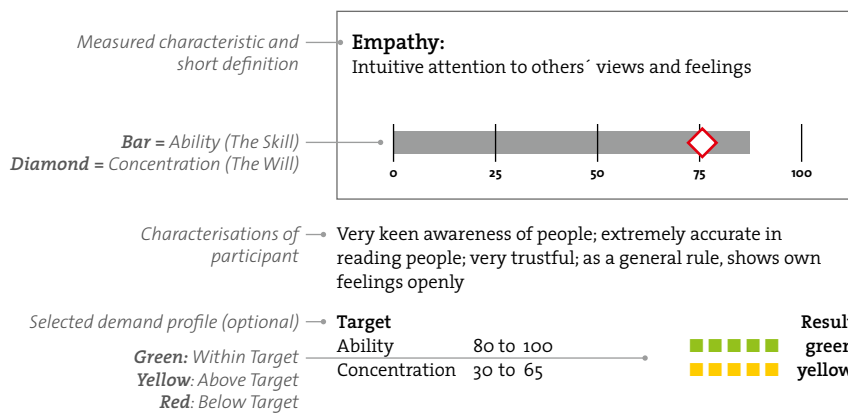 Measured characteristic and
short definition
Empathy:
Intuitive attention to others´ views and feelings
Bar = Ability (The Skill)
Diamond = Concentration (The Will)
0 25 50 75 100
Characterisations of
participant
Very keen awareness of people; extremely accurate in
reading people; very trustful; as a general rule, shows own
feelings openly
Selected demand profile (optional)
Target Result
Ability 80 to 100 green
Concentration 30 to 65 yellow
Green: Within Target
Yellow: Above Target
Red: Below Target